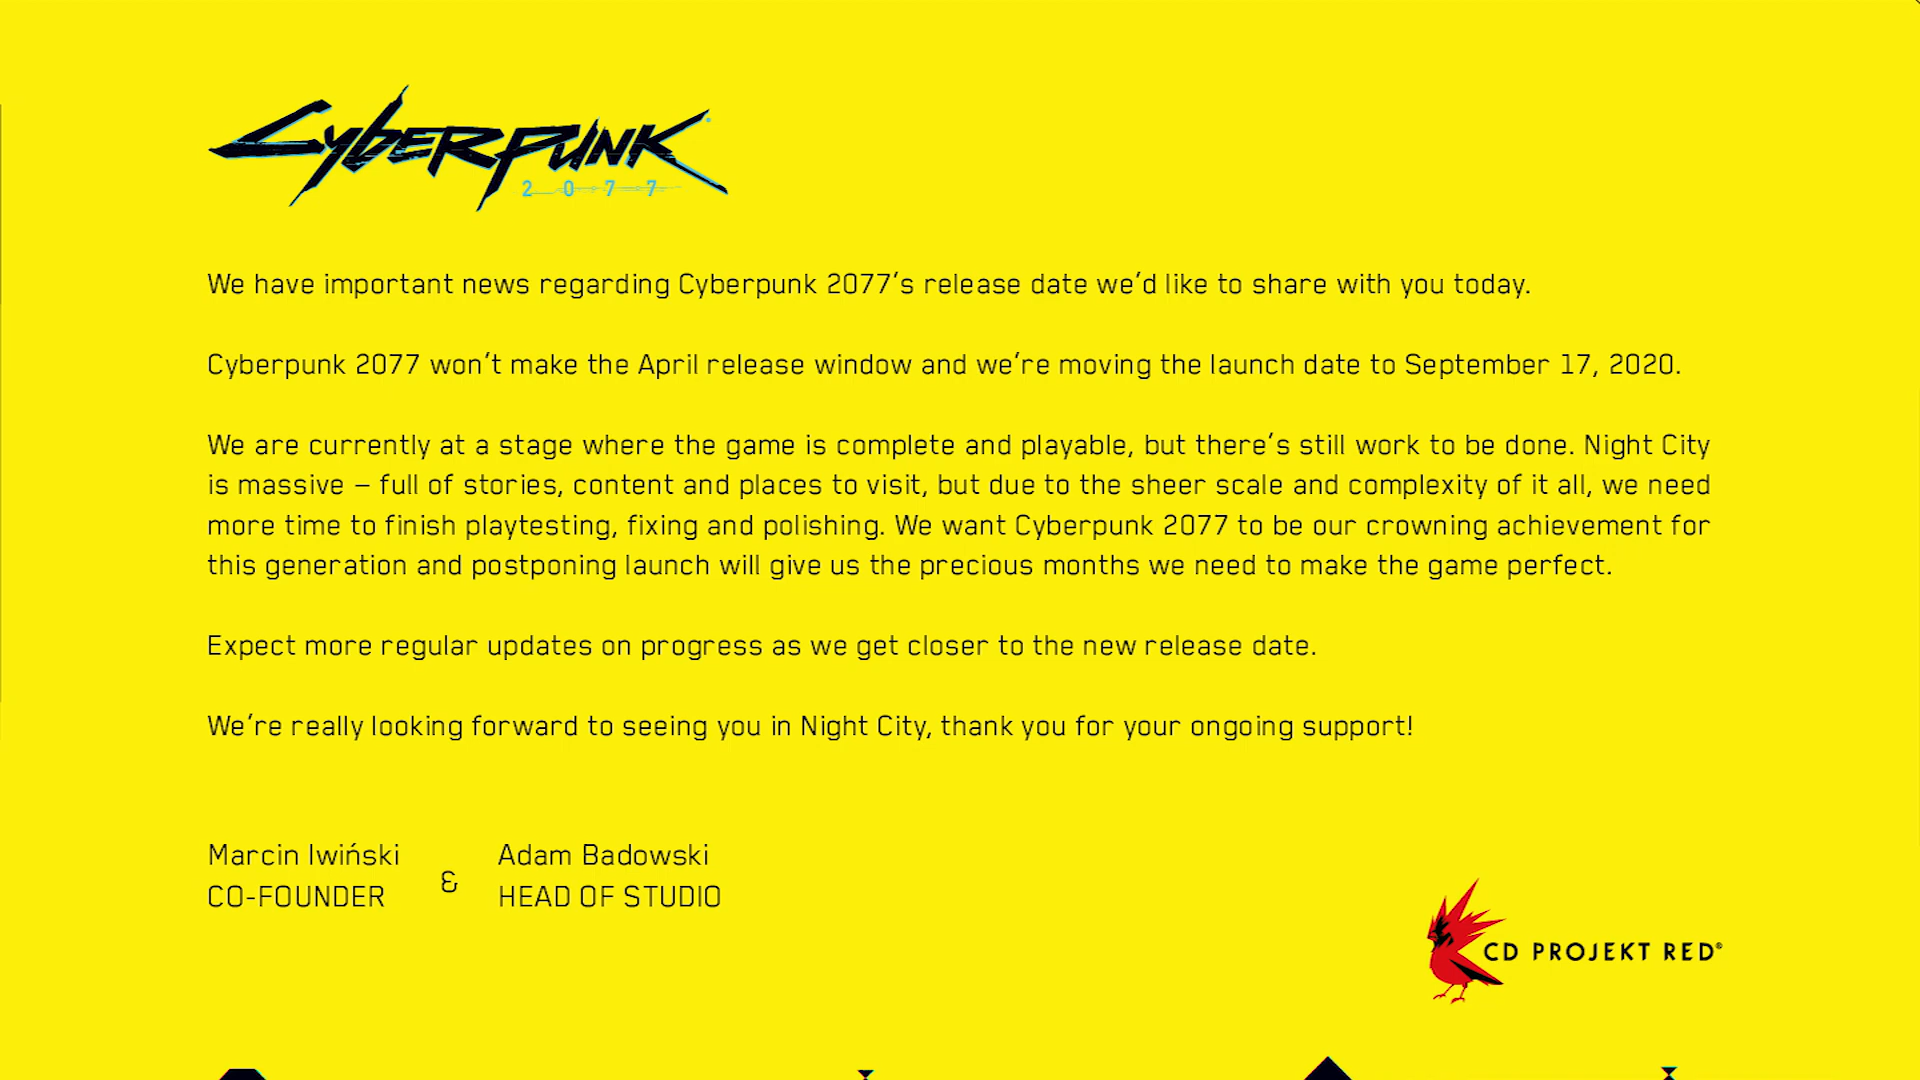 Cyberpunk
2077
We have important news regarding Cyberpunk 2077's release date we'd like to share with you today.
Cyberpunk 2077 won't make the April release window and we're moving the launch date to September 17, 2020.
We are currently at a stage where the game is complete and playable, but there's still work to be done. Night City
is massive – full of stories, content and places to visit, but due to the sheer scale and complexity of it all, we need
more time to finish playtesting, fixing and polishing. We want Cyberpunk 2077 to be our crowning achievement for
this generation and postponing launch will give us the precious months we need to make the game perfect.
Expect more regular updates on progress as we get closer to the new release date.
We're really looking forward to seeing you in Night City, thank you for your ongoing support!
Marcin Iwiński & Adam Badowski
CO-FOUNDER HEAD OF STUDIO
CD PROJEKT RED®